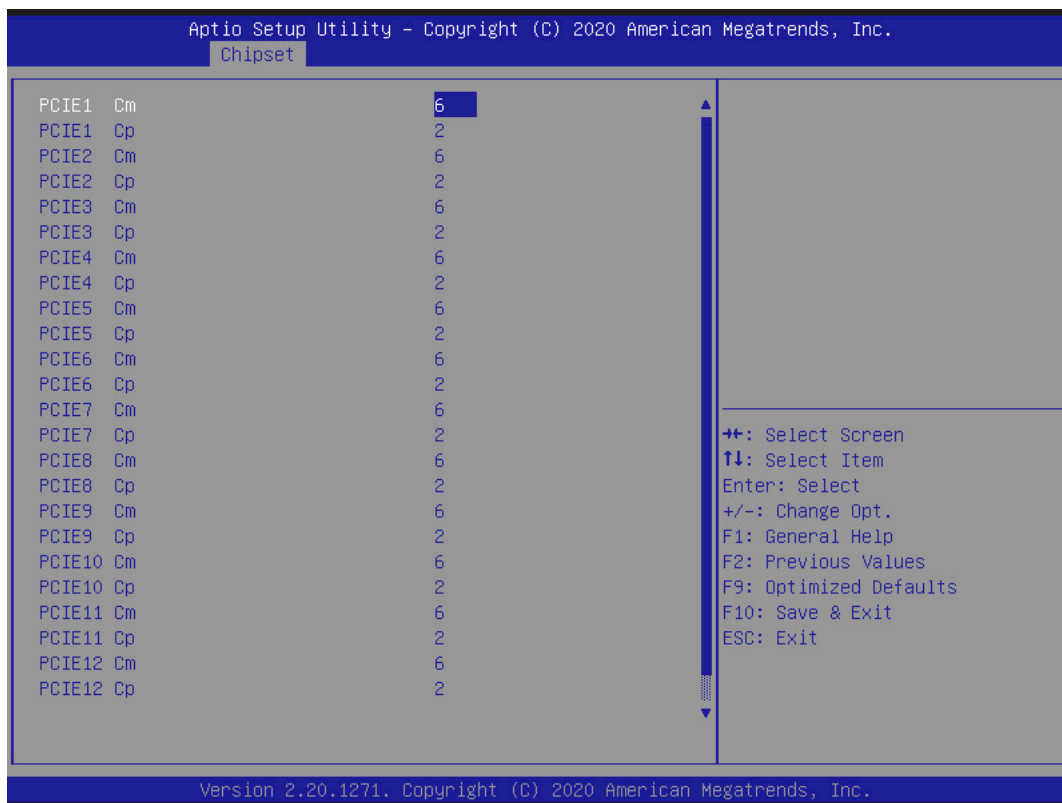 Aptio Setup Utility – Copyright (C) 2020 American Megatrends, Inc.
Chipset
PCIE1 Cm 6
PCIE1 Cp 2
PCIE2 Cm 6
PCIE2 Cp 2
PCIE3 Cm 6
PCIE3 Cp 2
PCIE4 Cm 6
PCIE4 Cp 2
PCIE5 Cm 6
PCIE5 Cp 2
PCIE6 Cm 6
PCIE6 Cp 2
PCIE7 Cm 6
PCIE7 Cp 2
PCIE8 Cm 6
PCIE8 Cp 2
PCIE9 Cm 6
PCIE9 Cp 2
PCIE10 Cm 6
PCIE10 Cp 2
PCIE11 Cm 6
PCIE11 Cp 2
PCIE12 Cm 6
PCIE12 Cp 2
→←: Select Screen
↑↓: Select Item
Enter: Select
+/-: Change Opt.
F1: General Help
F2: Previous Values
F9: Optimized Defaults
F10: Save & Exit
ESC: Exit
Version 2.20.1271. Copyright (C) 2020 American Megatrends, Inc.